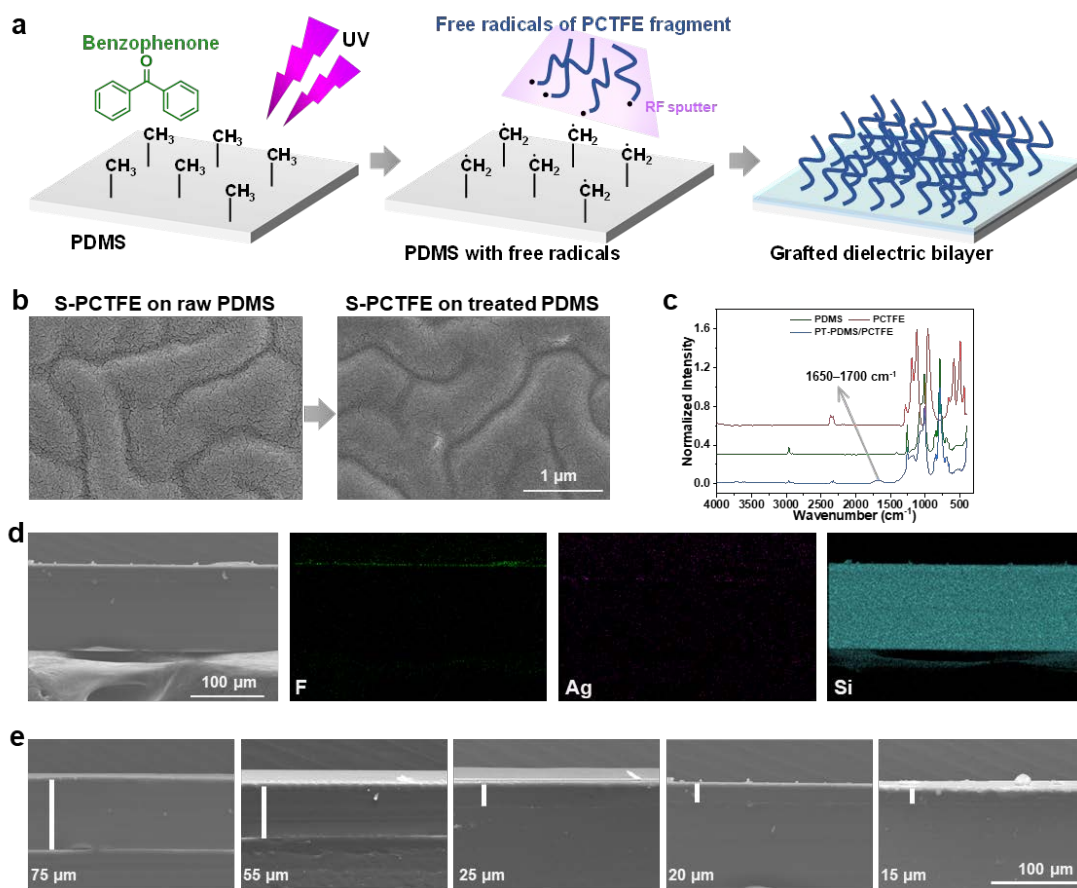 a
Benzophenone
O
UV
CH3
CH3
CH3
CH3
CH3
CH3
PDMS
Free radicals of PCTFE fragment
RF sputter
ĊH2
ĊH2
ĊH2
ĊH2
ĊH2
ĊH2
PDMS with free radicals
Grafted dielectric bilayer
b
S-PCTFE on raw PDMS
S-PCTFE on treated PDMS
1 μm
c
PDMS
PCTFE
PT-PDMS/PCTFE
1650–1700 cm⁻¹
Normalized Intensity
1.6
1.2
0.8
0.4
0.0
4000 3500 3000 2500 2000 1500 1000 500
Wavenumber (cm⁻¹)
d
100 μm
F
Ag
Si
e
75 μm
55 μm
25 μm
20 μm
15 μm
100 μm